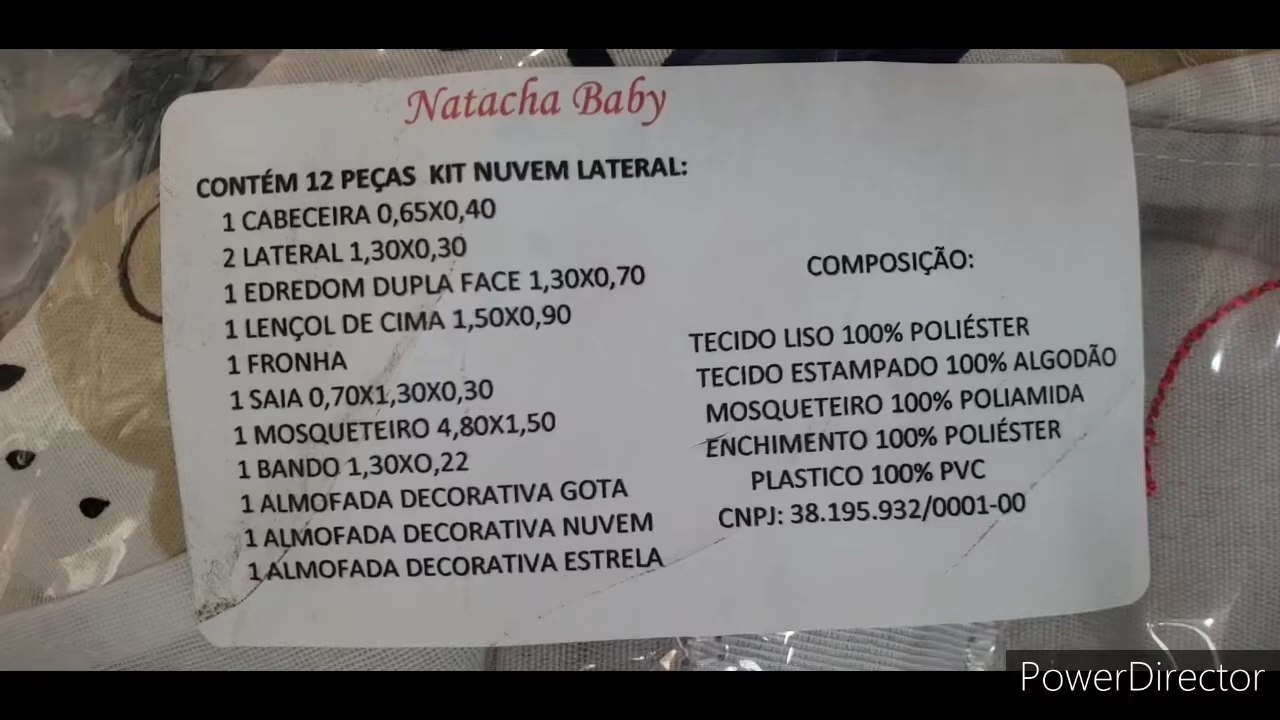 Natacha Baby
CONTÉM 12 PEÇAS KIT NUVEM LATERAL:
1 CABECEIRA 0,65X0,40
2 LATERAL 1,30X0,30
1 EDREDOM DUPLA FACE 1,30X0,70
1 LENÇOL DE CIMA 1,50X0,90
1 FRONHA
1 SAIA 0,70X1,30X0,30
1 MOSQUETEIRO 4,80X1,50
1 BANDO 1,30XO,22
1 ALMOFADA DECORATIVA GOTA
1 ALMOFADA DECORATIVA NUVEM
1 ALMOFADA DECORATIVA ESTRELA
COMPOSIÇÃO:
TECIDO LISO 100% POLIÉSTER
TECIDO ESTAMPADO 100% ALGODÃO
MOSQUETEIRO 100% POLIAMIDA
ENCHIMENTO 100% POLIÉSTER
PLASTICO 100% PVC
CNPJ: 38.195.932/0001-00
PowerDirector